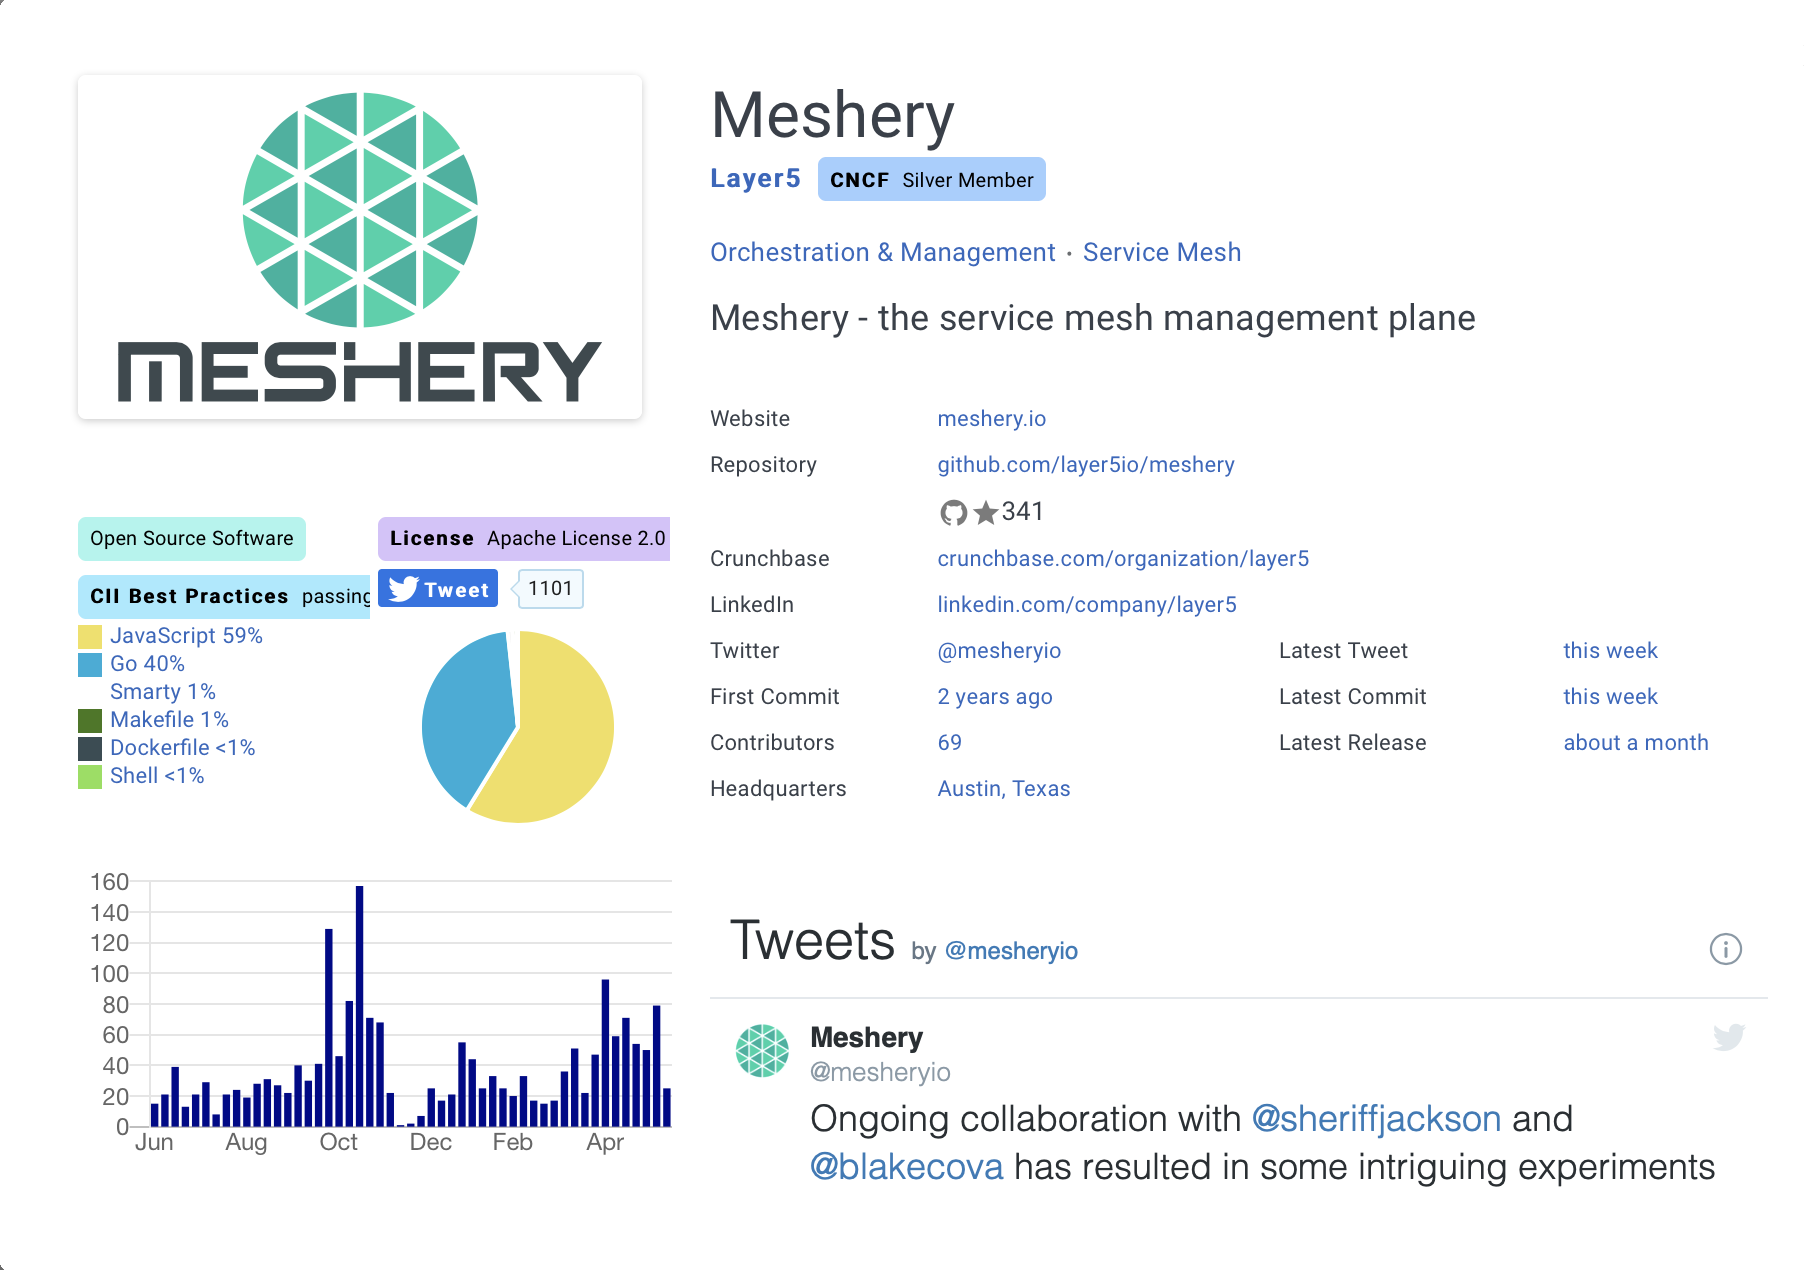 MESHERY
Open Source Software
License Apache License 2.0
CII Best Practices passing
Tweet
1101
JavaScript 59%
Go 40%
Smarty 1%
Makefile 1%
Dockerfile <1%
Shell <1%
160
140
120
100
80
60
40
20
0
Jun Aug Oct Dec Feb Apr
Meshery
Layer5 CNCF Silver Member
Orchestration & Management · Service Mesh
Meshery - the service mesh management plane
Website meshery.io
Repository github.com/layer5io/meshery
341
Crunchbase crunchbase.com/organization/layer5
LinkedIn linkedin.com/company/layer5
Twitter @mesheryio Latest Tweet this week
First Commit 2 years ago Latest Commit this week
Contributors 69 Latest Release about a month
Headquarters Austin, Texas
Tweets by @mesheryio
Meshery
@mesheryio
Ongoing collaboration with @sheriffjackson and
@blakecova has resulted in some intriguing experiments